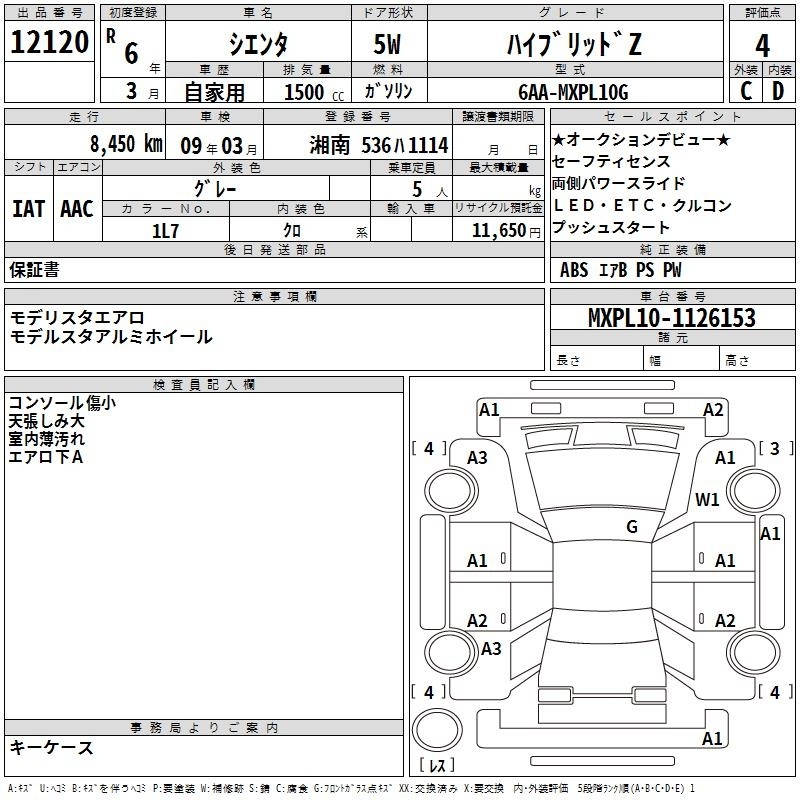 出品番号 初度登録 車名 ドア形状 グレード 評価点
12120 R 6 年 シエンタ 5W ハイブリッドZ 4
車歴 排気量 燃料 型式 外装 内装
3 月 自家用 1500 CC ガソリン 6AA-MXPL10G C D
走行 車検 登録番号 譲渡書類期限 セールスポイント
8,450 km 09 年 03 月 湘南 536ハ1114 月 日
★オークションデビュー★
セーフティセンス
両側パワースライド
LED・ETC・クルコン
プッシュスタート
シフト エアコン 外装色 乗車定員 最大積載量
IAT AAC グレー 5 人 kg
カラーNo. 内装色 輸入車 リサイクル預託金
1L7 クロ 系 11,650 円
後日発送部品 純正装備
保証書 ABS エアB PS PW
注意事項欄 車台番号
モデリスタエアロ MXPL10-1126153
モデルスタアルミホイール 諸元
長さ 幅 高さ
検査員記入欄
コンソール傷小
天張しみ大
室内薄汚れ
エアロ下A
A1 A2
[ 4 ] A3 A1 [ 3 ]
W1
G A1
A1 A1
A2 A2
A3
[ 4 ] [ 4 ]
A1
[ レス ]
事務局よりご案内
キーケース
A:キズ U:ヘコミ B:キズを伴うヘコミ P:要塗装 W:補修跡 S:錆 C:腐食 G:フロントガラス点キズ XX:交換済み X:要交換 内・外装評価 5段階ランク順(A・B・C・D・E) 1